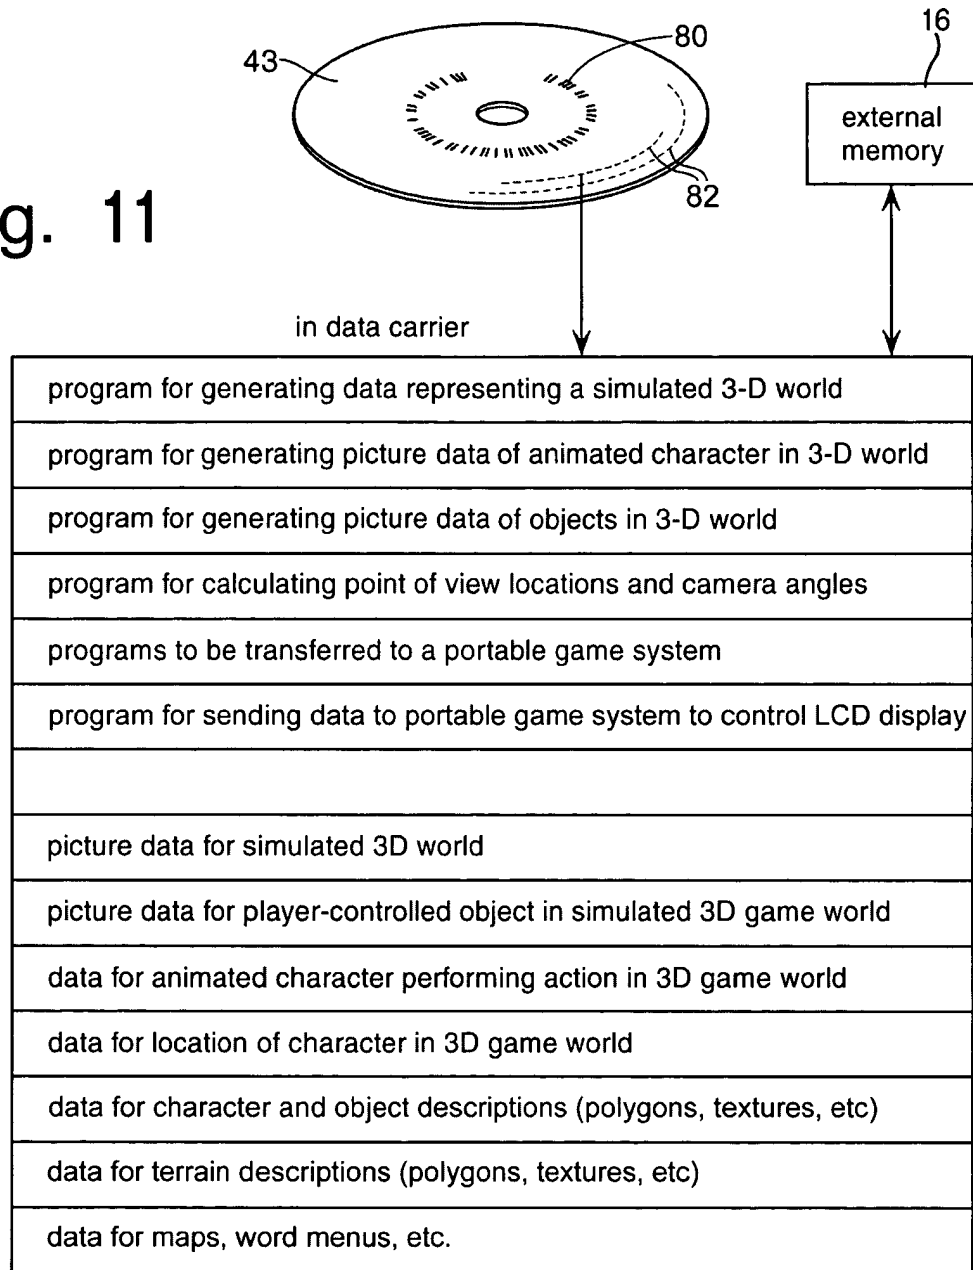 16
80
43
external
memory
82
g. 11
in data carrier
program for generating data representing a simulated 3-D world
program for generating picture data of animated character in 3-D world
program for generating picture data of objects in 3-D world
program for calculating point of view locations and camera angles
programs to be transferred to a portable game system
program for sending data to portable game system to control LCD display
picture data for simulated 3D world
picture data for player-controlled object in simulated 3D game world
data for animated character performing action in 3D game world
data for location of character in 3D game world
data for character and object descriptions (polygons, textures, etc)
data for terrain descriptions (polygons, textures, etc)
data for maps, word menus, etc.